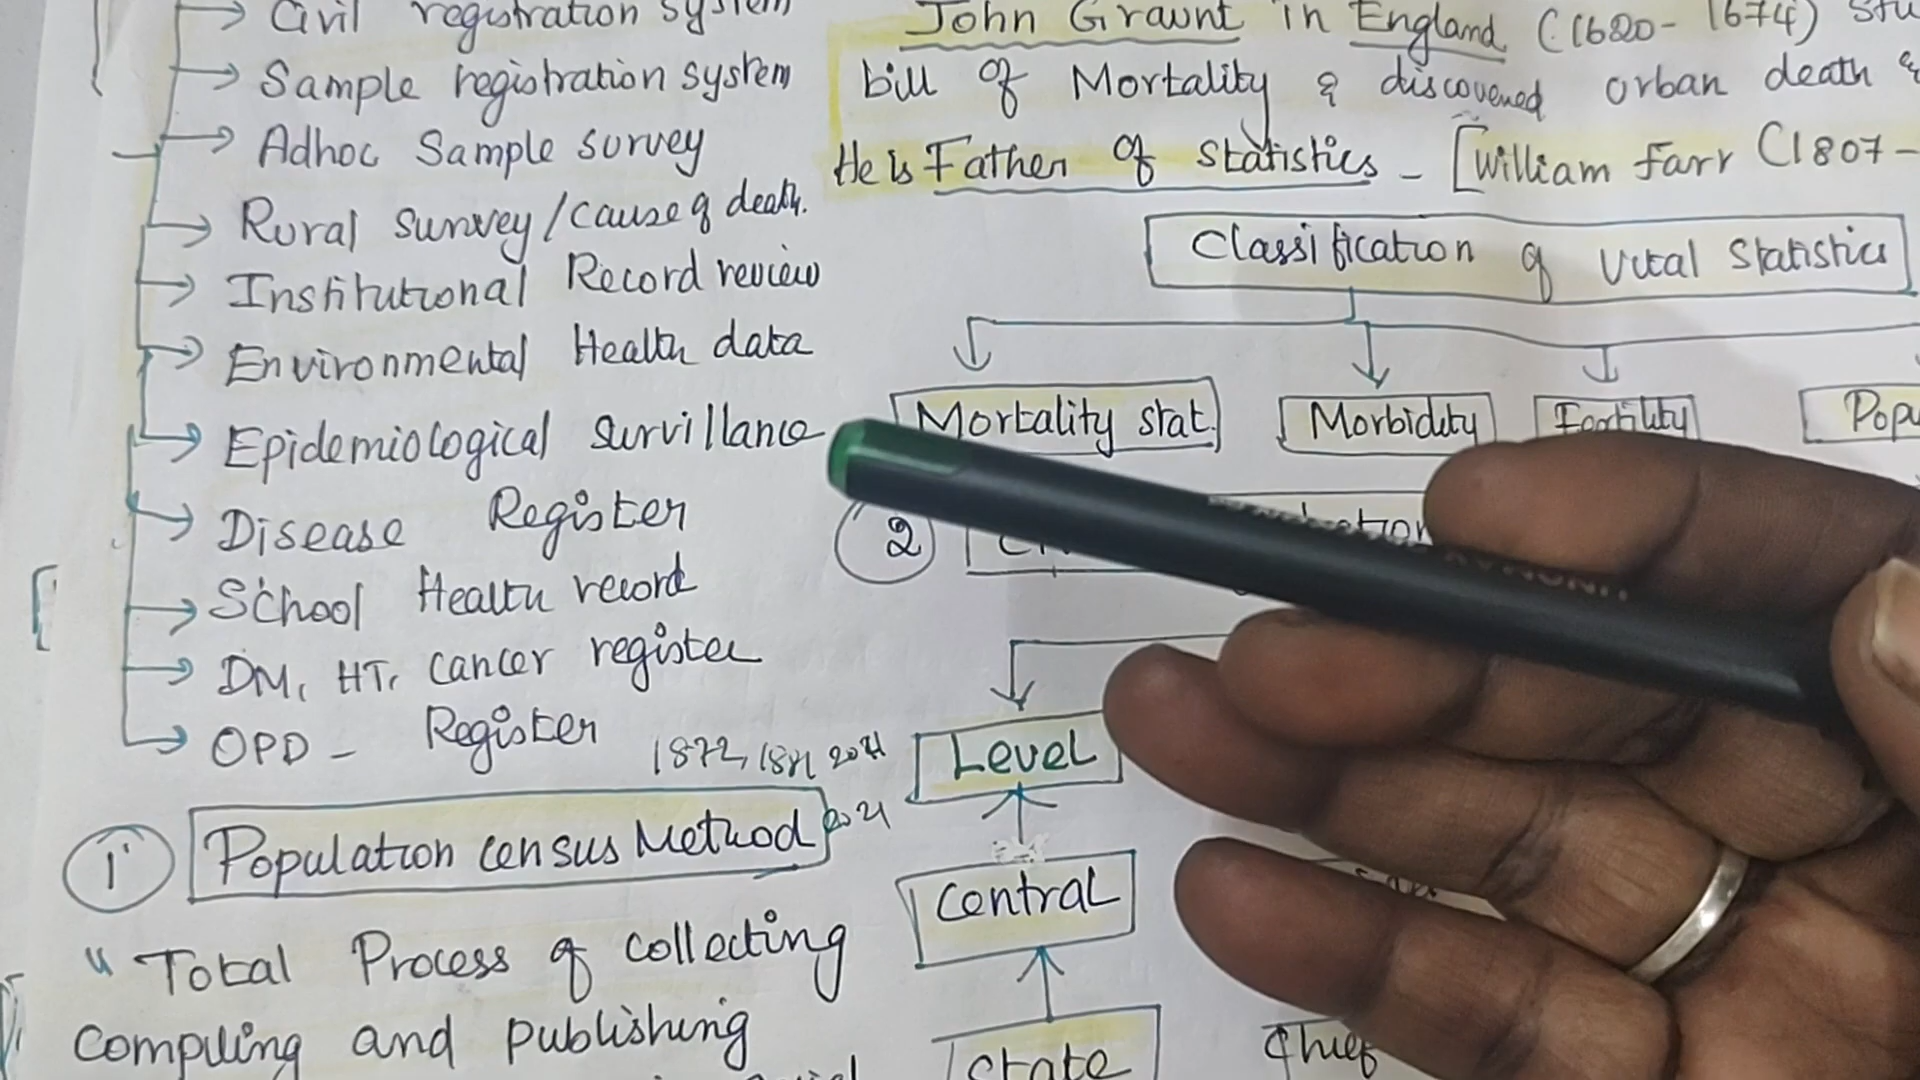 Civil registration system
Sample registration system
Adhoc Sample survey
Rural Survey/cause of death.
Institutional Record review
Environmental Health data
Epidemiological Survillance
Disease Register
School Health record
DM, HT, cancer register
OPD - Register
1872, 1881
2021
1 Population census Method
" Total Process of collecting
compiling and publishing
John Graunt in England (1620- 1674)
bill of Mortality & discovered urban death &
He is Father of Statistics - [William Farr (1807-
Classification of Vital Statistics
Mortality stat.
Morbidity
Fertility
Popu
2
Level
Central
State
Chief